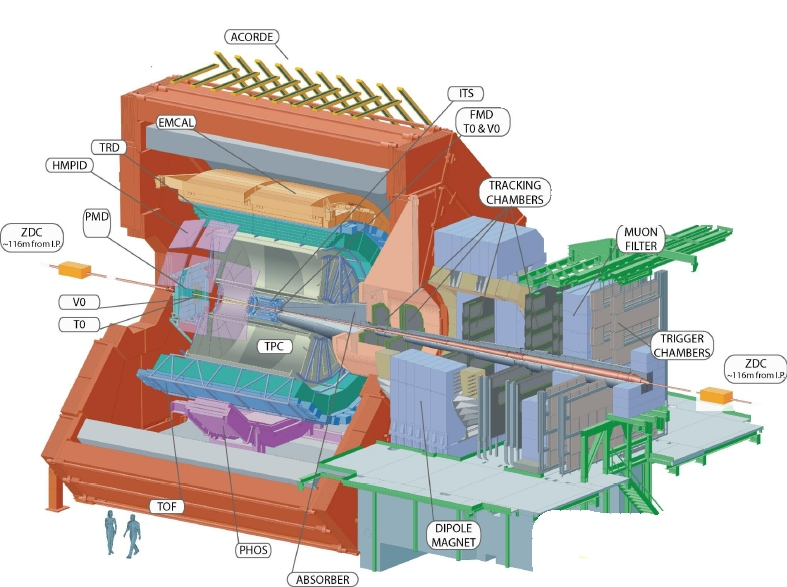 ACORDE
ITS
FMD
T0 & V0
EMCAL
TRD
HMPID
TRACKING
CHAMBERS
PMD
ZDC
~116m from I.P.
MUON
FILTER
V0
T0
TPC
TRIGGER
CHAMBERS
ZDC
~116m from I.P.
TOF
PHOS
DIPOLE
MAGNET
ABSORBER